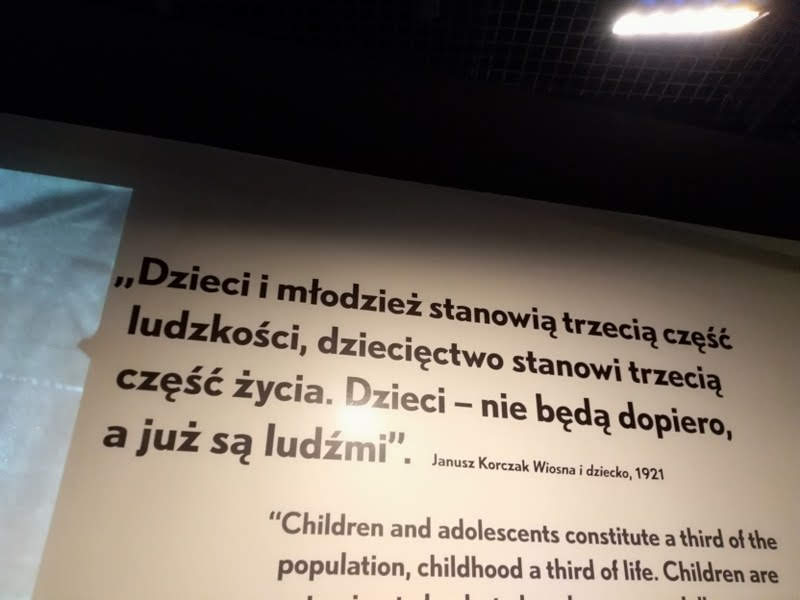 „Dzieci i młodzież stanowią trzecią część
ludzkości, dziecięctwo stanowi trzecią
część życia. Dzieci – nie będą dopiero,
a już są ludźmi”.
Janusz Korczak Wiosna i dziecko, 1921
“Children and adolescents constitute a third of the
population, childhood a third of life. Children are